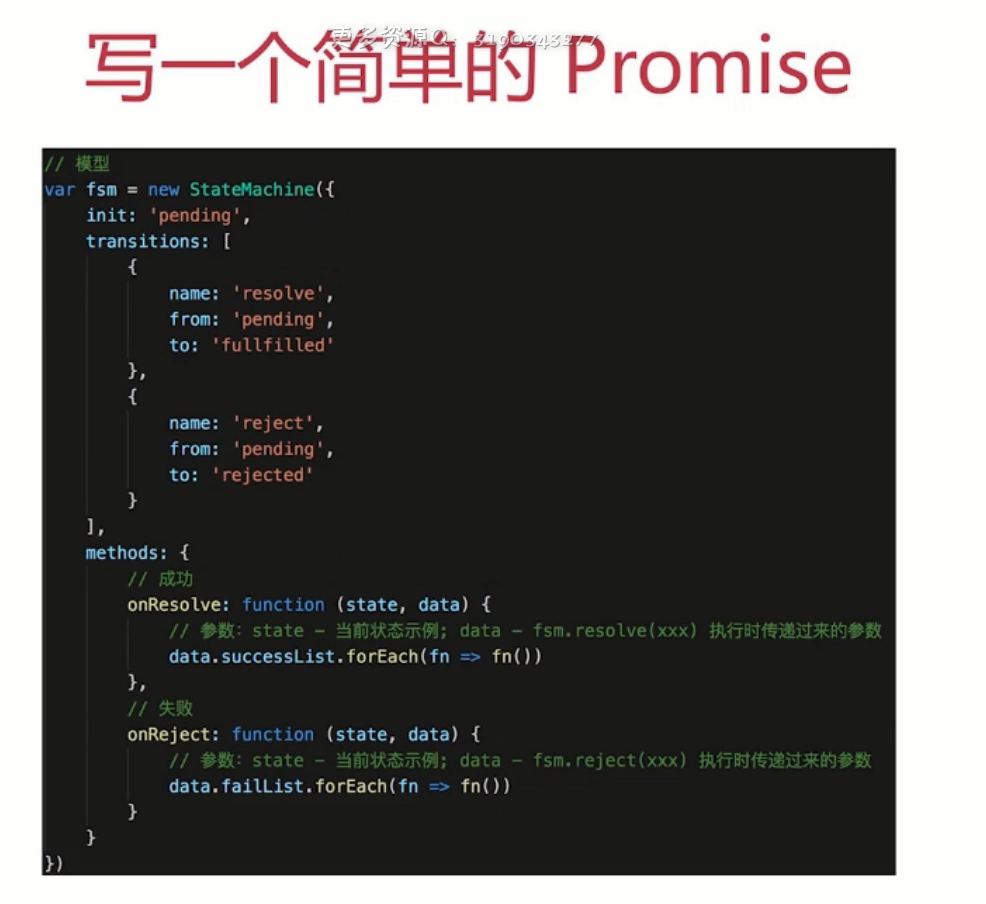 更多资源Q: 3190343277
写一个简单的 Promise
// 模型
var fsm = new StateMachine({
    init: 'pending',
    transitions: [
        {
            name: 'resolve',
            from: 'pending',
            to: 'fullfilled'
        },
        {
            name: 'reject',
            from: 'pending',
            to: 'rejected'
        }
    ],
    methods: {
        // 成功
        onResolve: function (state, data) {
            // 参数: state - 当前状态示例; data - fsm.resolve(xxx) 执行时传递过来的参数
            data.successList.forEach(fn => fn())
        },
        // 失败
        onReject: function (state, data) {
            // 参数: state - 当前状态示例; data - fsm.reject(xxx) 执行时传递过来的参数
            data.failList.forEach(fn => fn())
        }
    }
})